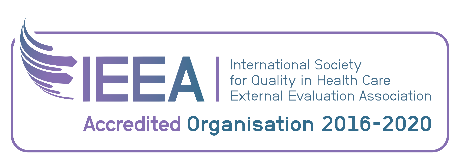 IEEA
International Society
for Quality in Health Care
External Evaluation Association
Accredited Organisation 2016-2020